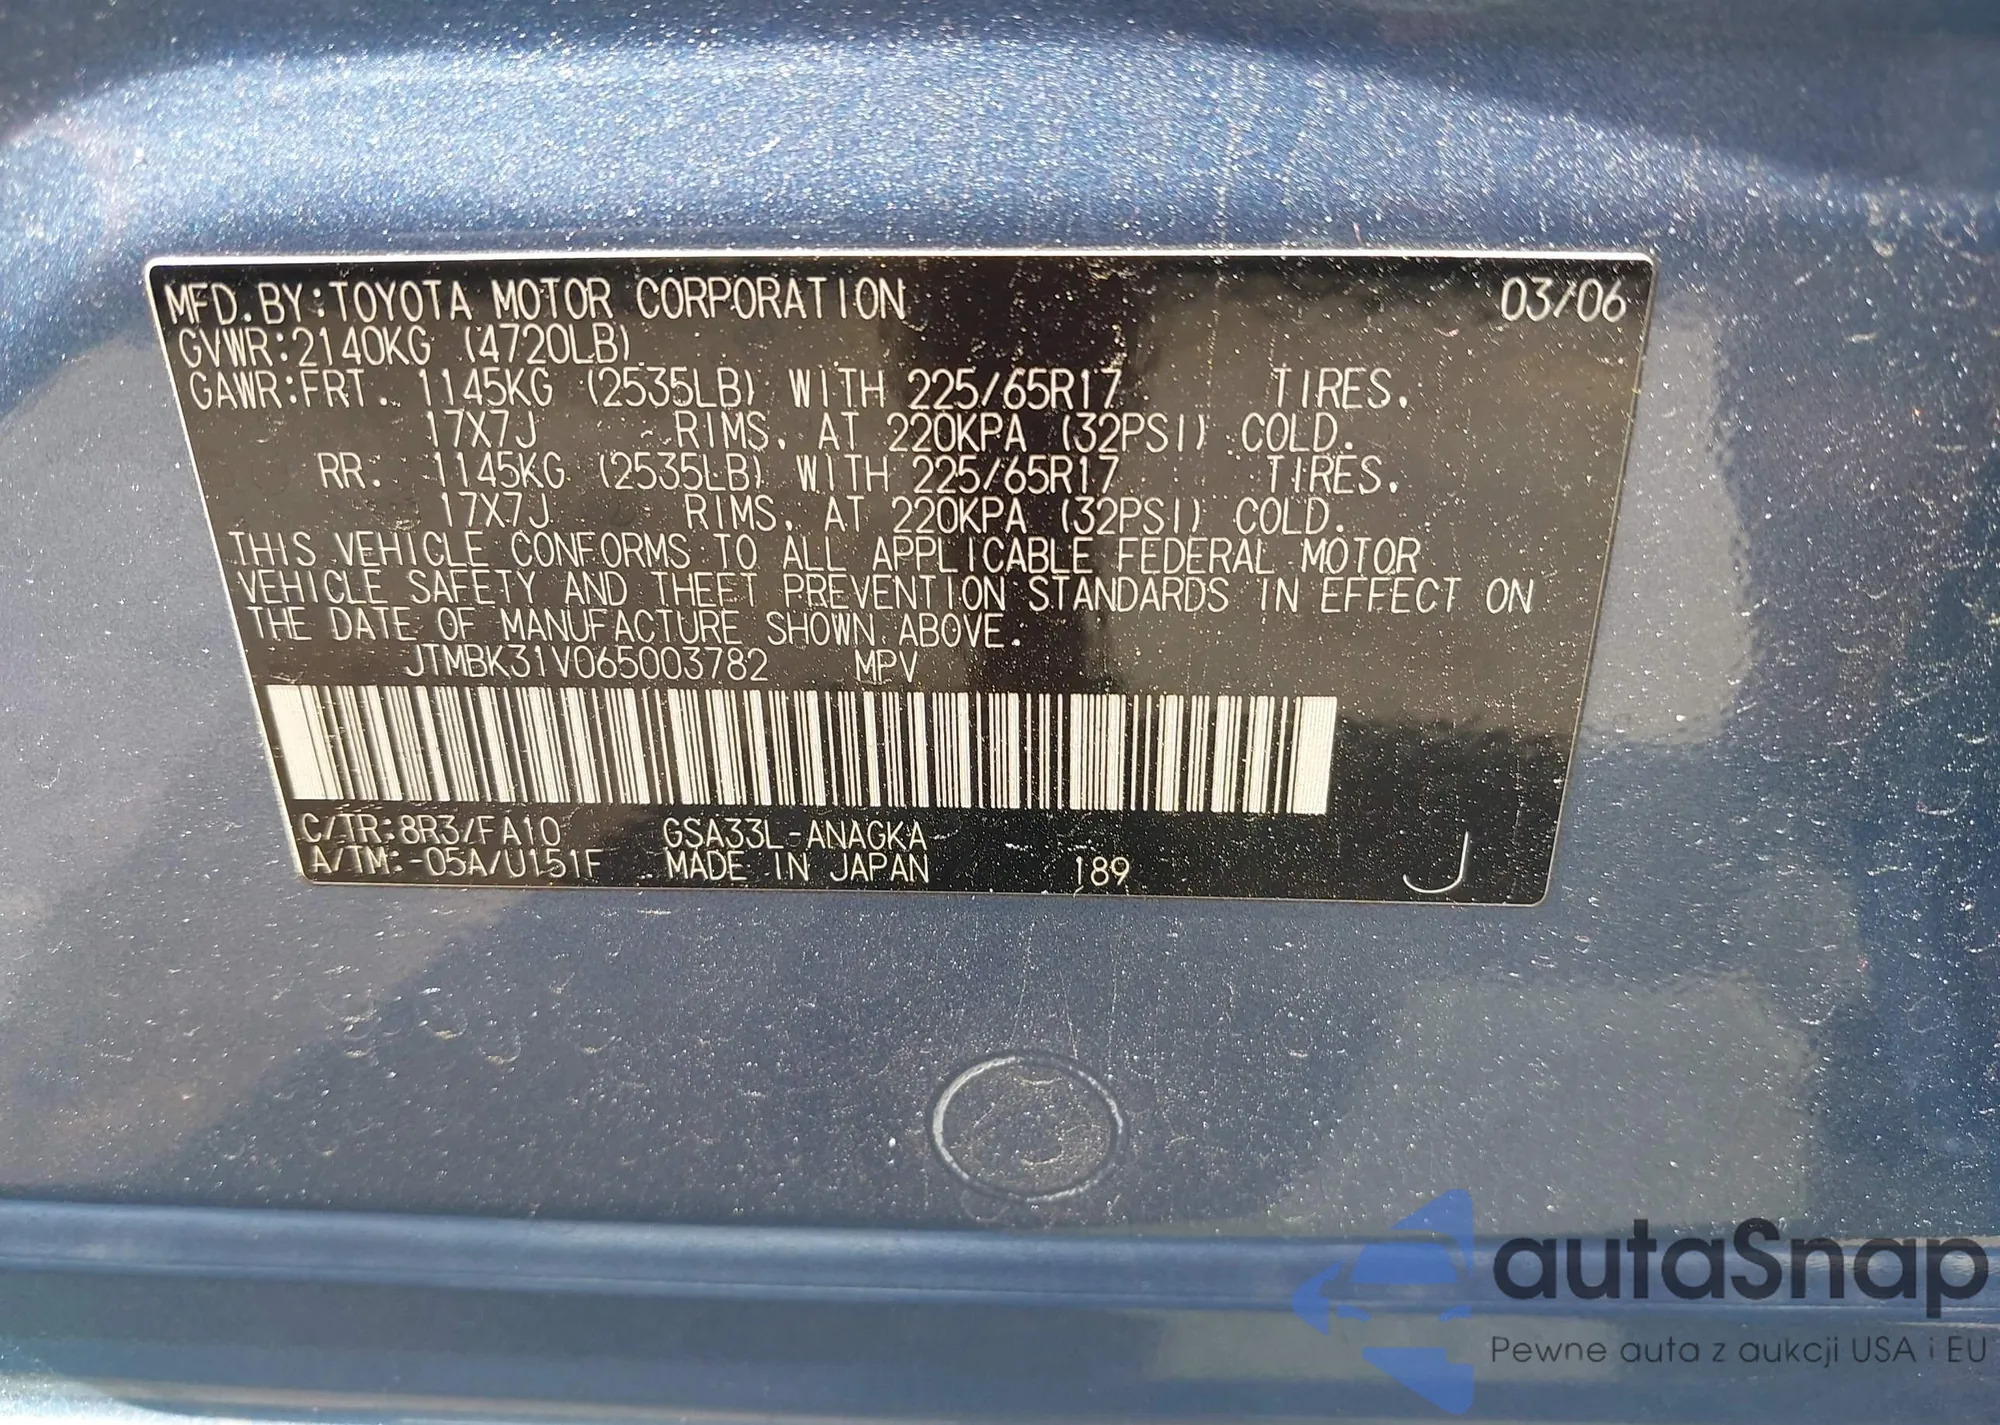 MFD. BY: TOYOTA MOTOR CORPORATION 03/06
GVWR: 2140KG (4720LB)
GAWR: FRT. 1145KG (2535LB) WITH 225/65R17 TIRES,
17X7J RIMS, AT 220KPA (32PSI) COLD.
RR: 1145KG (2535LB) WITH 225/65R17 TIRES,
17X7J RIMS, AT 220KPA (32PSI) COLD.
THIS VEHICLE CONFORMS TO ALL APPLICABLE FEDERAL MOTOR
VEHICLE SAFETY AND THEFT PREVENTION STANDARDS IN EFFECT ON
THE DATE OF MANUFACTURE SHOWN ABOVE.
JTMBK31V065003782 MPV
C/TR: 8R3/FA10 GSA33L-ANAGKA
A/TM: -05A/U151F MADE IN JAPAN 189 J
autaSnap
Pewne auta z aukcji USA i EU